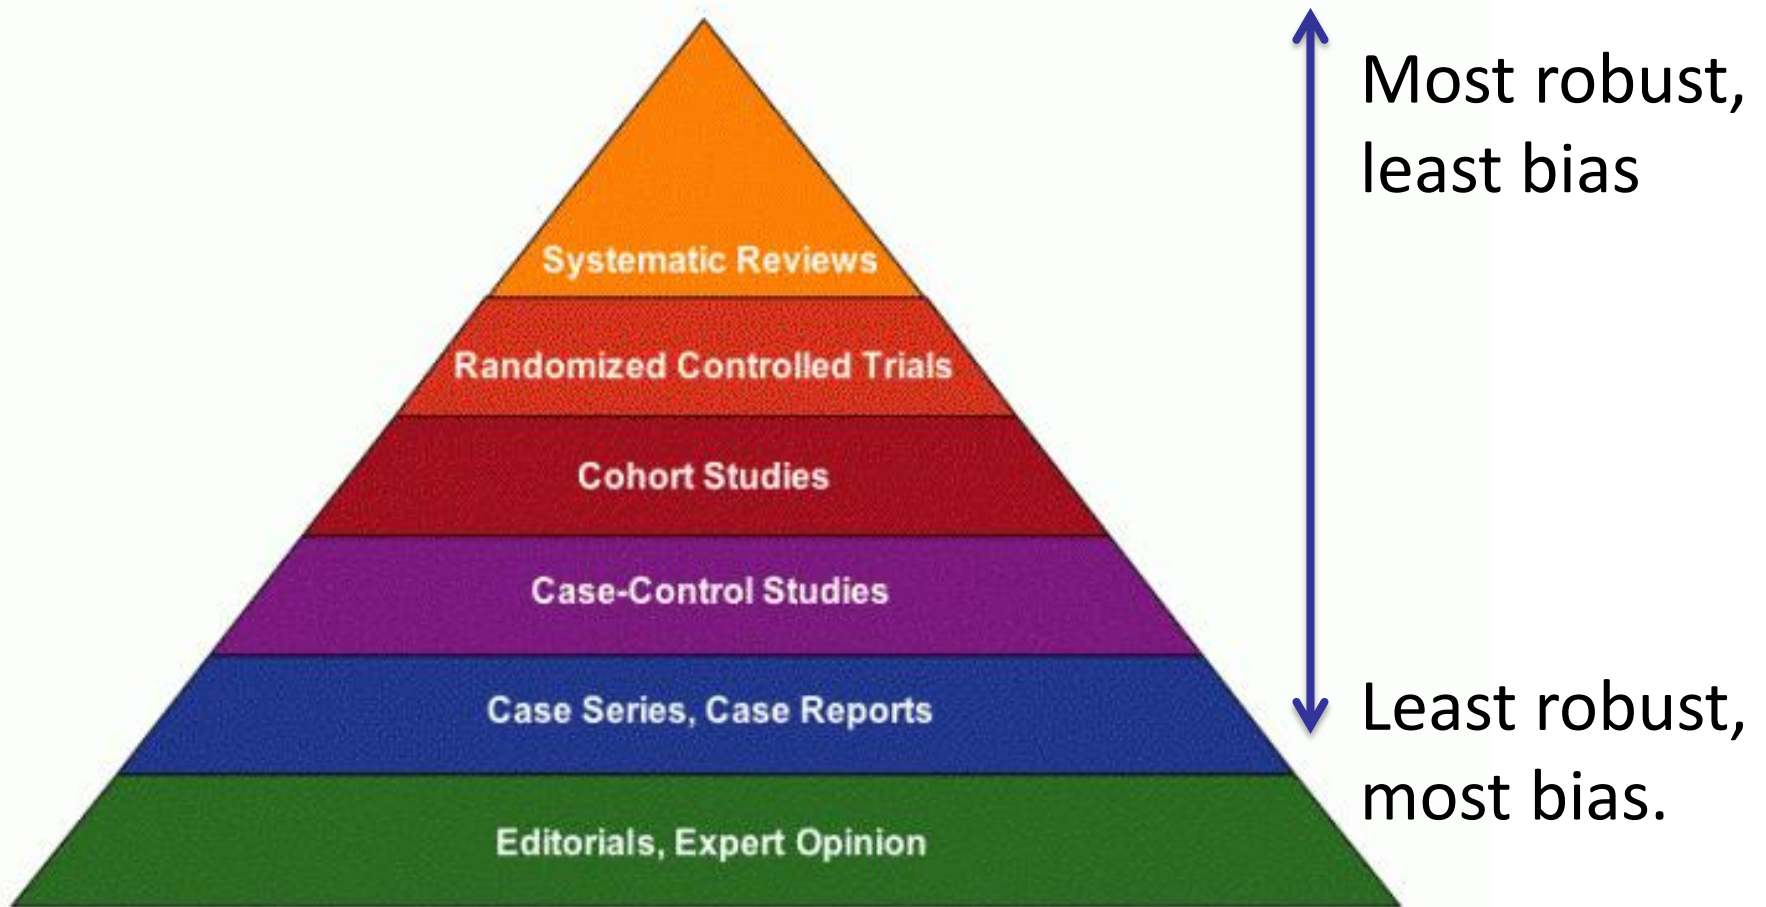 Most robust,
least bias
Systematic Reviews
Randomized Controlled Trials
Cohort Studies
Case-Control Studies
Case Series, Case Reports
Least robust,
most bias.
Editorials, Expert Opinion